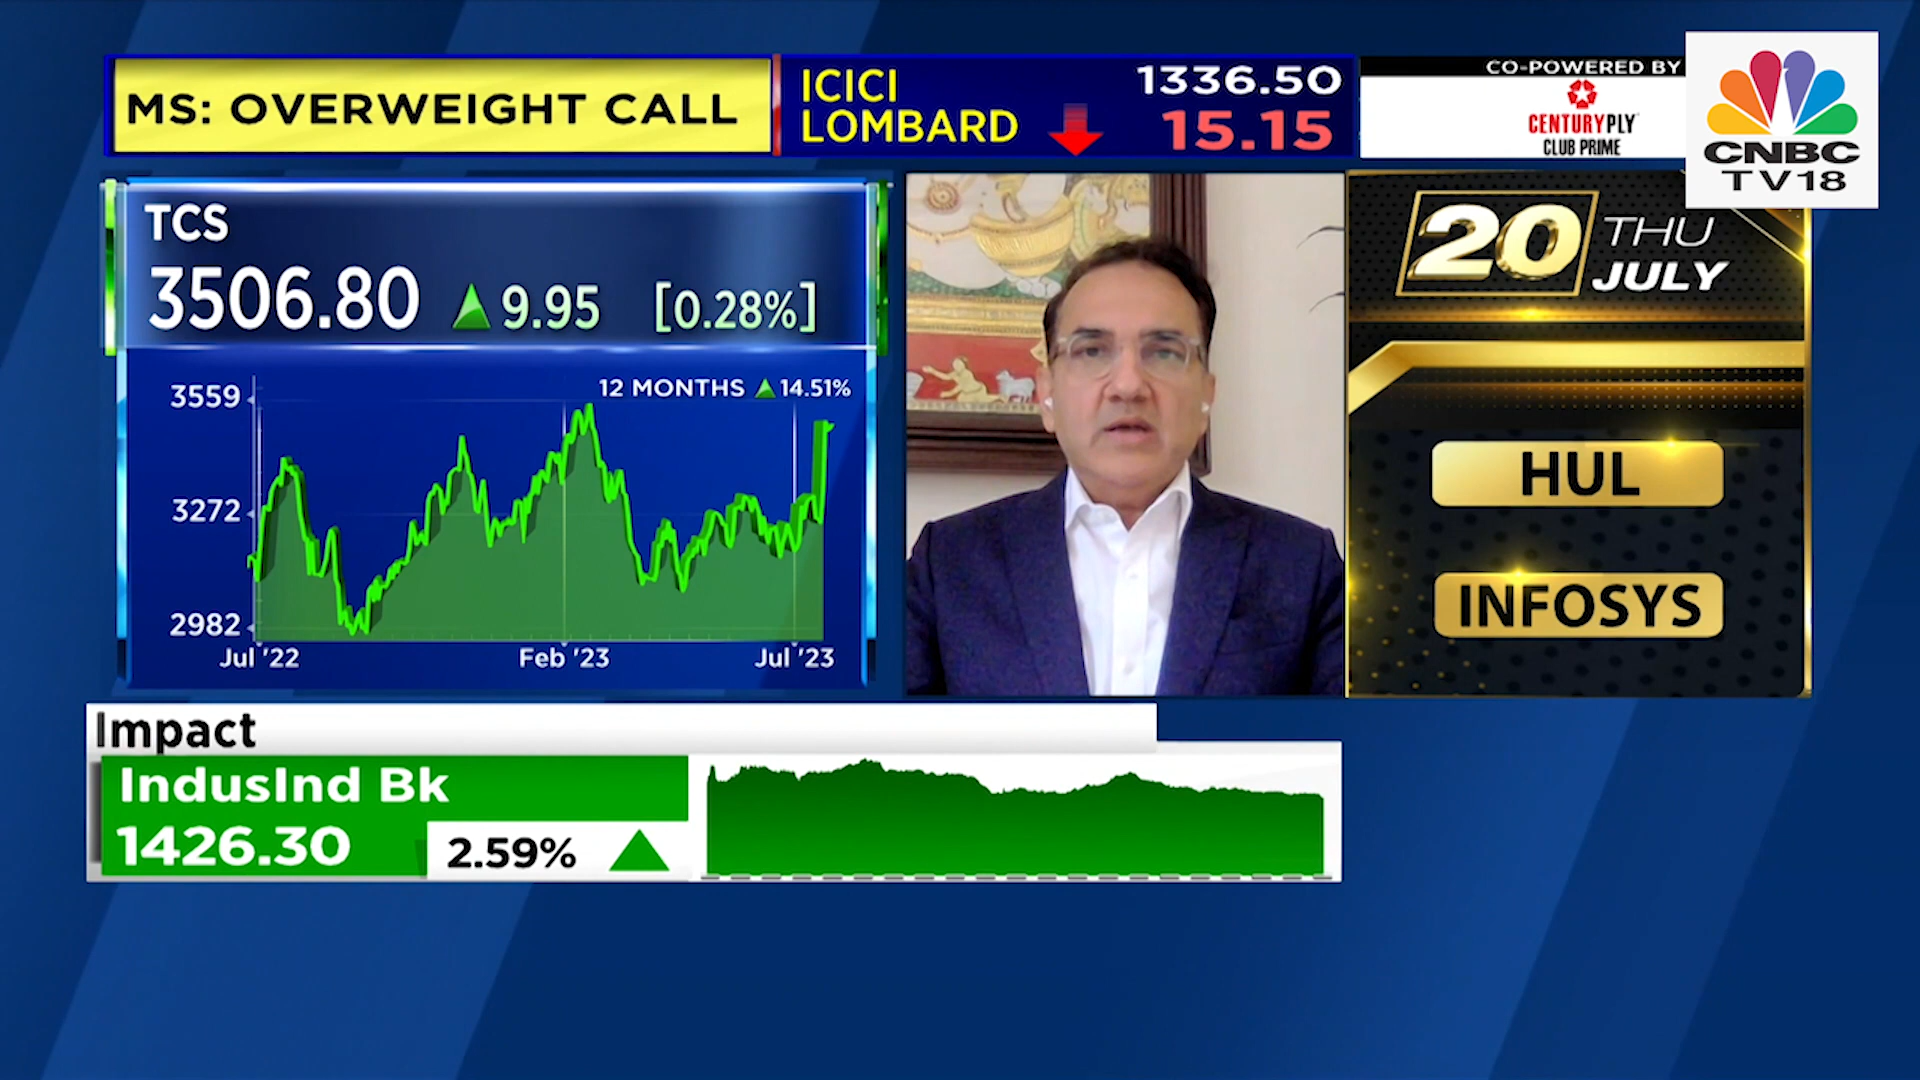 MS: OVERWEIGHT CALL
ICICI
LOMBARD
1336.50
15.15
CO-POWERED BY
CENTURYPLY
CLUB PRIME
CNBC
TV18
TCS
3506.80 9.95 [0.28%]
12 MONTHS 14.51%
3559
3272
2982
Jul '22 Feb '23 Jul '23
20 THU
JULY
HUL
INFOSYS
Impact
IndusInd Bk
1426.30
2.59%